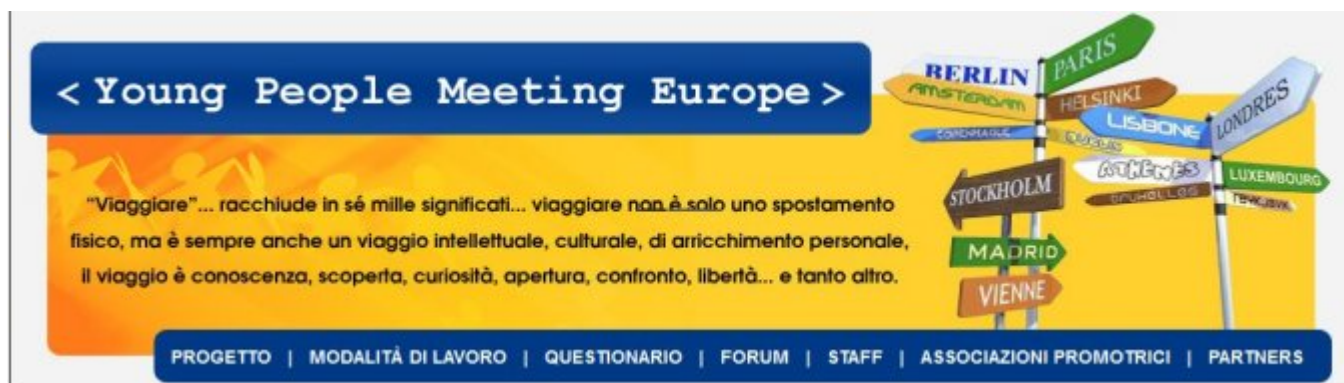 < Young People Meeting Europe >
"Viaggiare"... racchiude in sé mille significati... viaggiare non è solo uno spostamento
fisico, ma è sempre anche un viaggio intellettuale, culturale, di arricchimento personale,
il viaggio è conoscenza, scoperta, curiosità, apertura, confronto, libertà... e tanto altro.
BERLIN
PARIS
AMSTERDAM
HELSINKI
COPENHAGUE
DUBLIN
LISBONE
LONDRES
STOCKHOLM
ATHENES
LUXEMBOURG
BRUXELLES
MADRID
VIENNE
PROGETTO | MODALITÀ DI LAVORO | QUESTIONARIO | FORUM | STAFF | ASSOCIAZIONI PROMOTRICI | PARTNERS